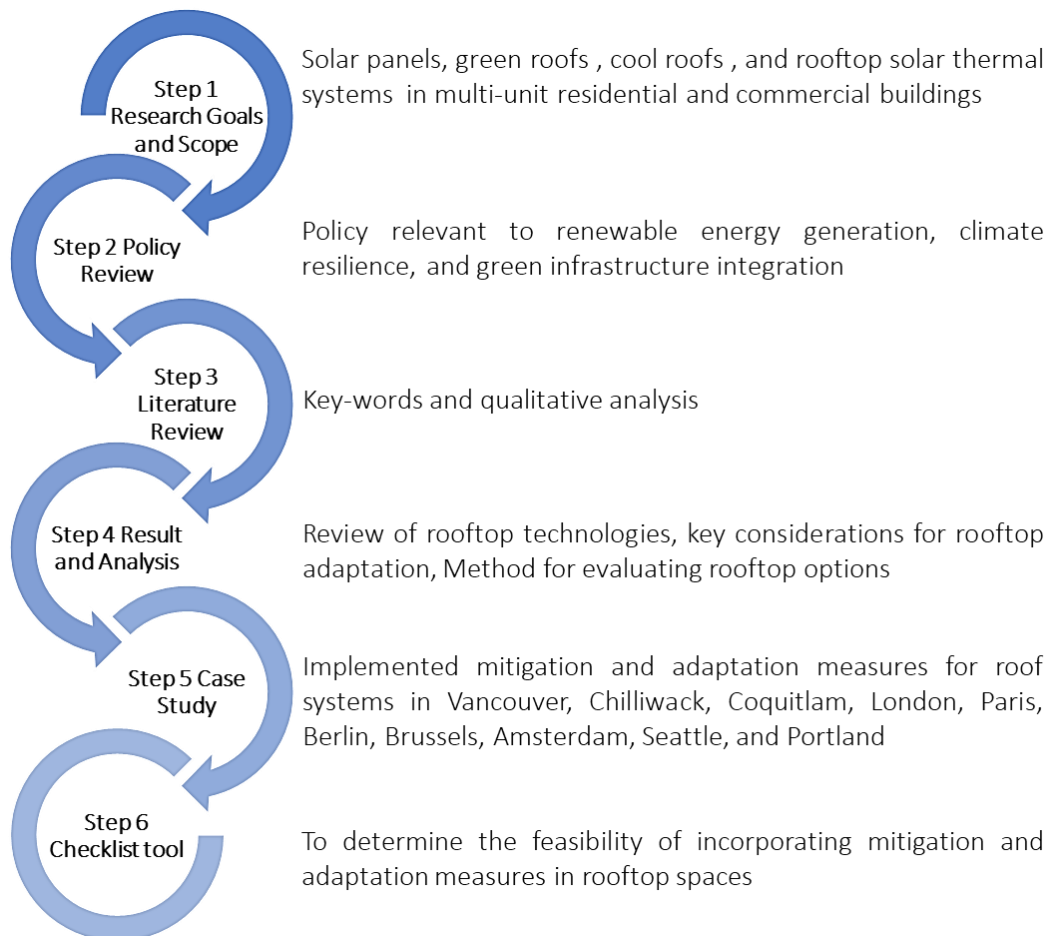 Step 1
Research Goals
and Scope
Solar panels, green roofs , cool roofs , and rooftop solar thermal
systems in multi-unit residential and commercial buildings
Step 2 Policy
Review
Policy relevant to renewable energy generation, climate
resilience, and green infrastructure integration
Step 3
Literature
Review
Key-words and qualitative analysis
Step 4 Result
and Analysis
Review of rooftop technologies, key considerations for rooftop
adaptation, Method for evaluating rooftop options
Step 5 Case
Study
Implemented mitigation and adaptation measures for roof
systems in Vancouver, Chilliwack, Coquitlam, London, Paris,
Berlin, Brussels, Amsterdam, Seattle, and Portland
Step 6
Checklist tool
To determine the feasibility of incorporating mitigation and
adaptation measures in rooftop spaces